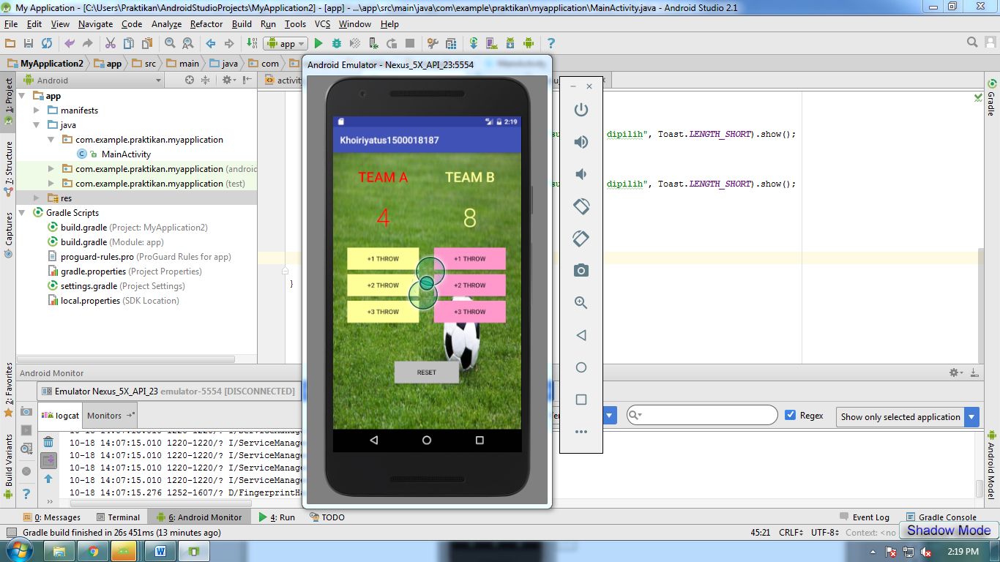 My Application - [C:\Users\Praktikan\AndroidStudioProjects\MyApplication2] - [app] - ...\app\src\main\java\com\example\praktikan\myapplication\MainActivity.java - Android Studio 2.1
File Edit View Navigate Code Analyze Refactor Build Run Tools VCS Window Help
app
MyApplication2 app src main java com
Android Emulator - Nexus_5X_API_23:5554
1: Project
Android
activity
app
manifests
java
com.example.praktikan.myapplication
MainActivity
com.example.praktikan.myapplication (android
com.example.praktikan.myapplication (test)
res
Gradle Scripts
build.gradle (Project: MyApplication2)
build.gradle (Module: app)
proguard-rules.pro (ProGuard Rules for app)
gradle.properties (Project Properties)
settings.gradle (Project Settings)
local.properties (SDK Location)
7: Structure
Captures
2: Favorites
Build Variants
2:19
Khoiriyatus1500018187
TEAM A TEAM B
4 8
+1 THROW +1 THROW
+2 THROW +2 THROW
+3 THROW +3 THROW
RESET
dipilih", Toast.LENGTH_SHORT).show();
dipilih", Toast.LENGTH_SHORT).show();
}
Gradle
Android Model
Android Monitor
Emulator Nexus_5X_API_23 emulator-5554 [DISCONNECTED]
logcat Monitors
Regex Show only selected application
10-18 14:07:15.010 1220-1220/? I/ServiceManage
10-18 14:07:15.010 1220-1220/? I/ServiceManage
10-18 14:07:15.010 1220-1220/? I/ServiceManage
10-18 14:07:15.010 1220-1220/? I/ServiceManage
10-18 14:07:15.276 1252-1607/? D/FingerprintHa
0: Messages Terminal 6: Android Monitor 4: Run TODO Event Log Gradle Console
Gradle build finished in 26s 451ms (13 minutes ago) 45:21 CRLF UTF-8 Context: <no
Shadow Mode
2:19 PM